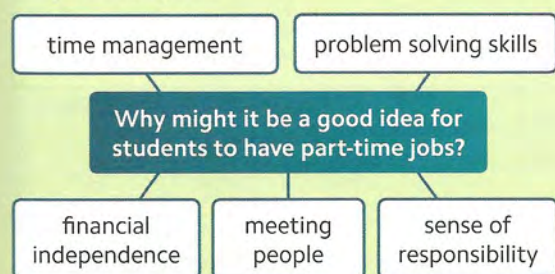 time management
problem solving skills
Why might it be a good idea for
students to have part-time jobs?
financial
independence
meeting
people
sense of
responsibility